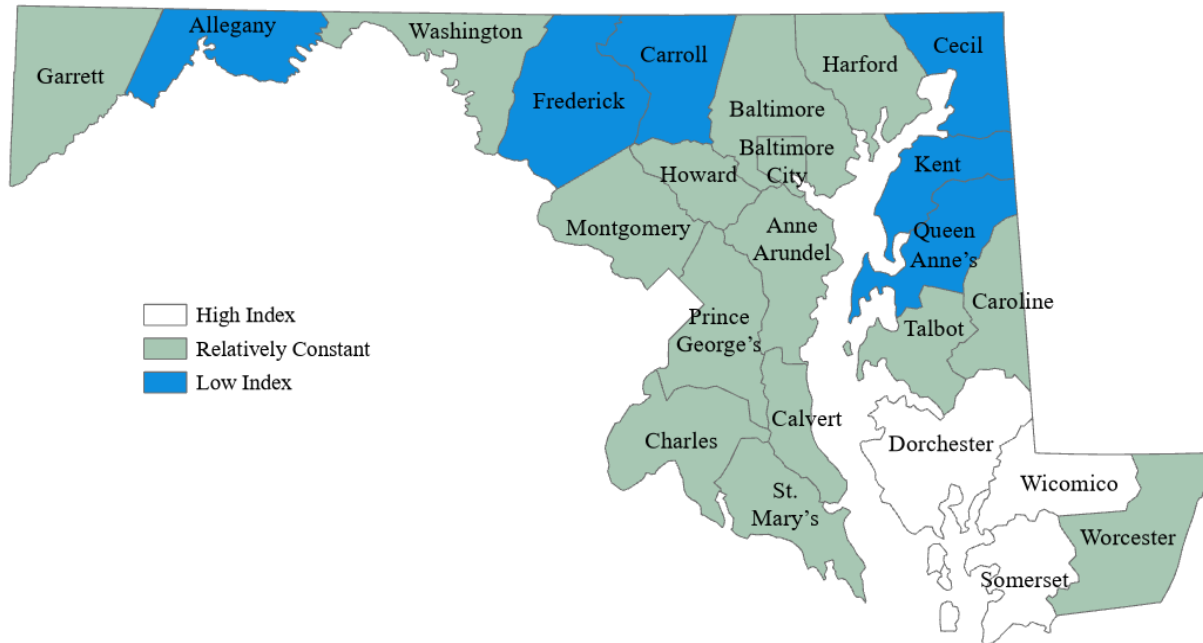 Allegany
Washington
Garrett
Frederick
Carroll
Baltimore
Harford
Cecil
Baltimore
City
Howard
Kent
Montgomery
Anne
Arundel
Queen
Anne’s
Caroline
Talbot
Prince
George’s
High Index
Relatively Constant
Low Index
Calvert
Charles
Dorchester
St.
Mary’s
Wicomico
Worcester
Somerset